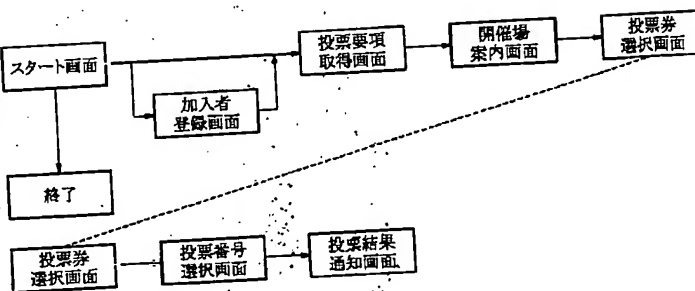 スタート画面
投票要項
取得画面
開催場
案内画面
投票券
選択画面
加入者
登録画面
終了
投票券
選択画面
投票番号
選択画面
投票結果
通知画面